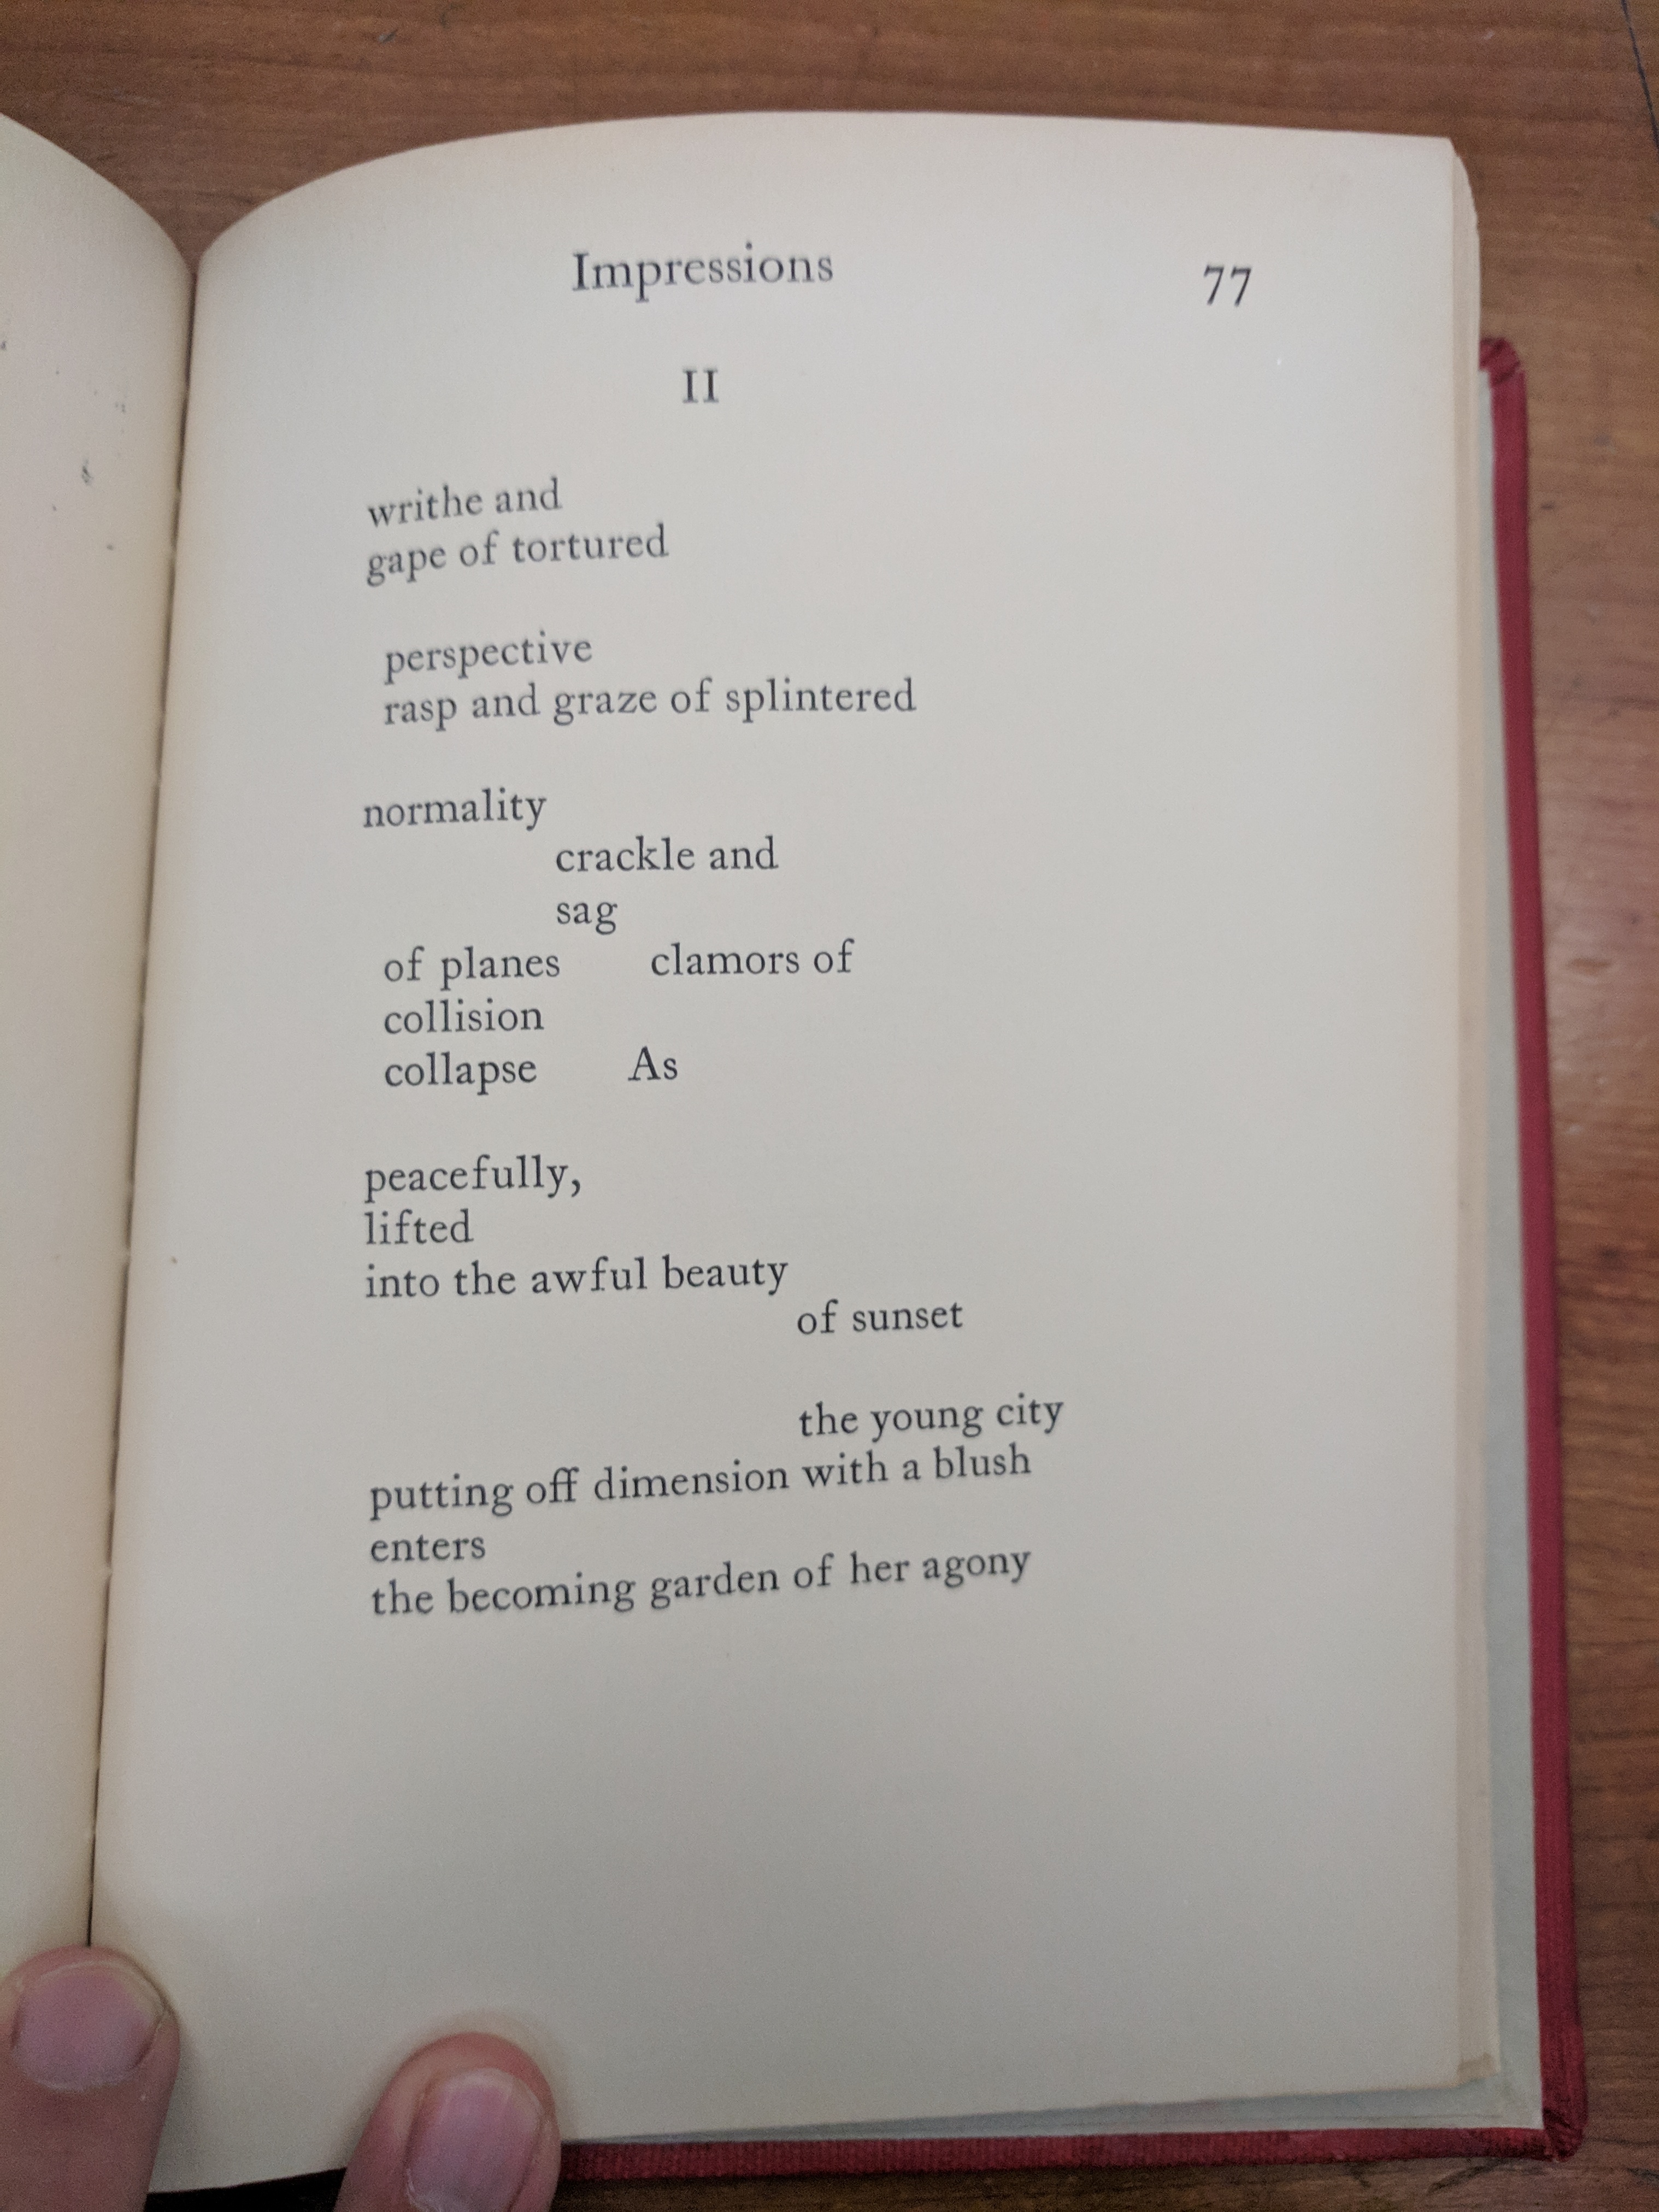 Impressions 77
II
writhe and
gape of tortured
perspective
rasp and graze of splintered
normality
crackle and
sag
of planes clamors of
collision
collapse As
peacefully,
lifted
into the awful beauty
of sunset
the young city
putting off dimension with a blush
enters
the becoming garden of her agony